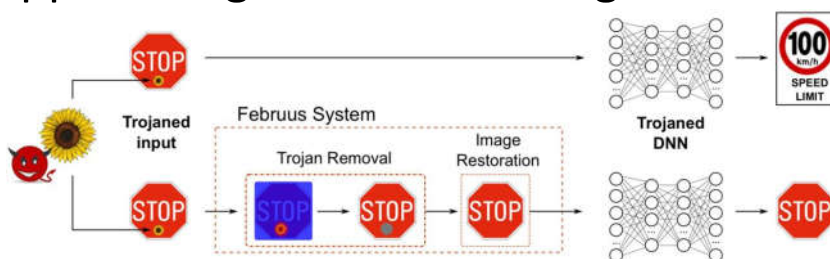 STOP
100
km/h
SPEED
LIMIT
Februus System
Trojaned
input
Trojan Removal
Image
Restoration
Trojaned
DNN
STOP
STOP
STOP
STOP
STOP